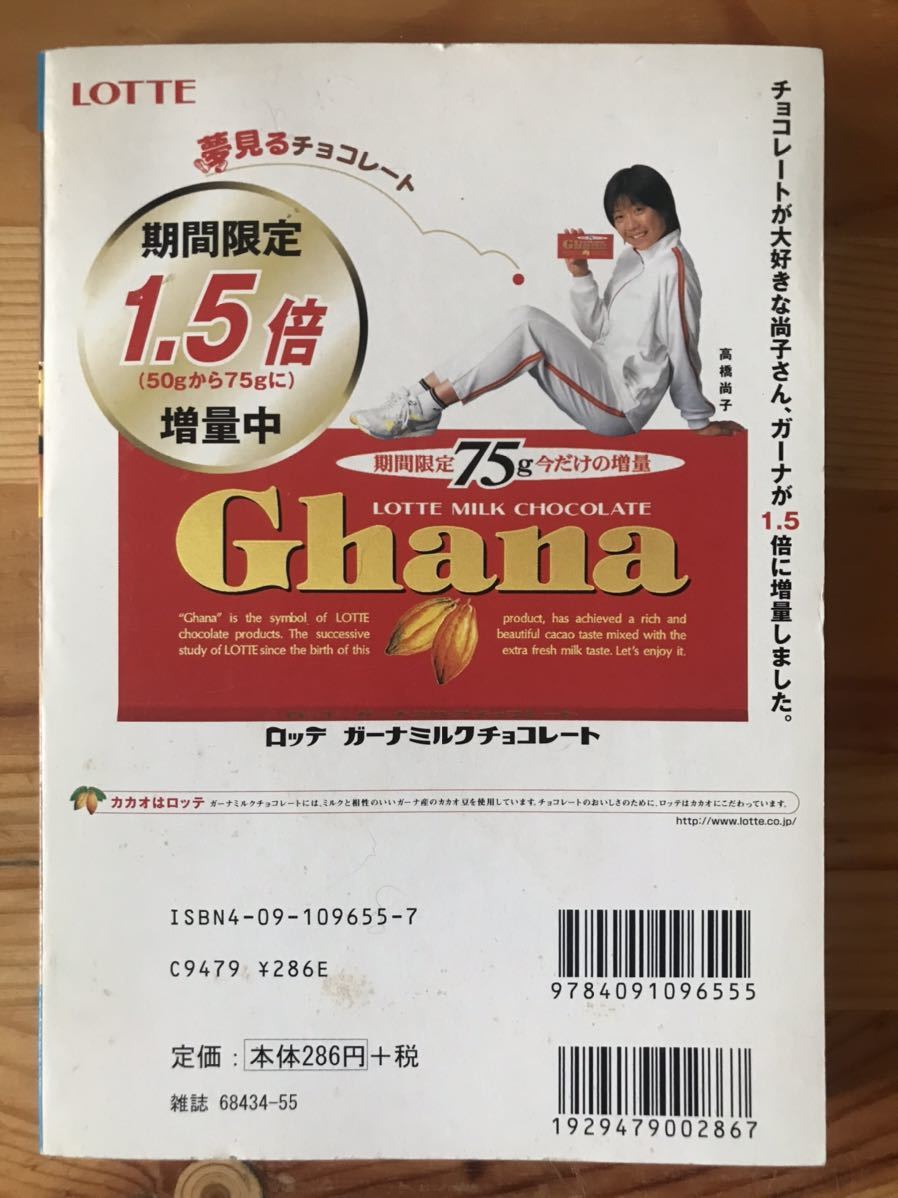 LOTTE
夢見るチョコレート
期間限定
1.5倍
(50gから75gに)
増量中
Ghana
高橋尚子
チョコレートが大好きな尚子さん、ガーナが1.5倍に増量しました。
期間限定75g今だけの増量
LOTTE MILK CHOCOLATE
Ghana
"Ghana" is the symbol of LOTTE
chocolate products. The successive
study of LOTTE since the birth of this
product, has achieved a rich and
beautiful cacao taste mixed with the
extra fresh milk taste. Let's enjoy it.
ロッテ ガーナミルクチョコレート
カカオはロッテ ガーナミルクチョコレートには、ミルクと相性のいいガーナ産のカカオ豆を使用しています。チョコレートのおいしさのために、ロッテはカカオにこだわっています。
http://www.lotte.co.jp/
ISBN4-09-109655-7
C9479 ¥286E
9784091096555
定価：本体286円+税
雑誌 68434-55
1929479002867